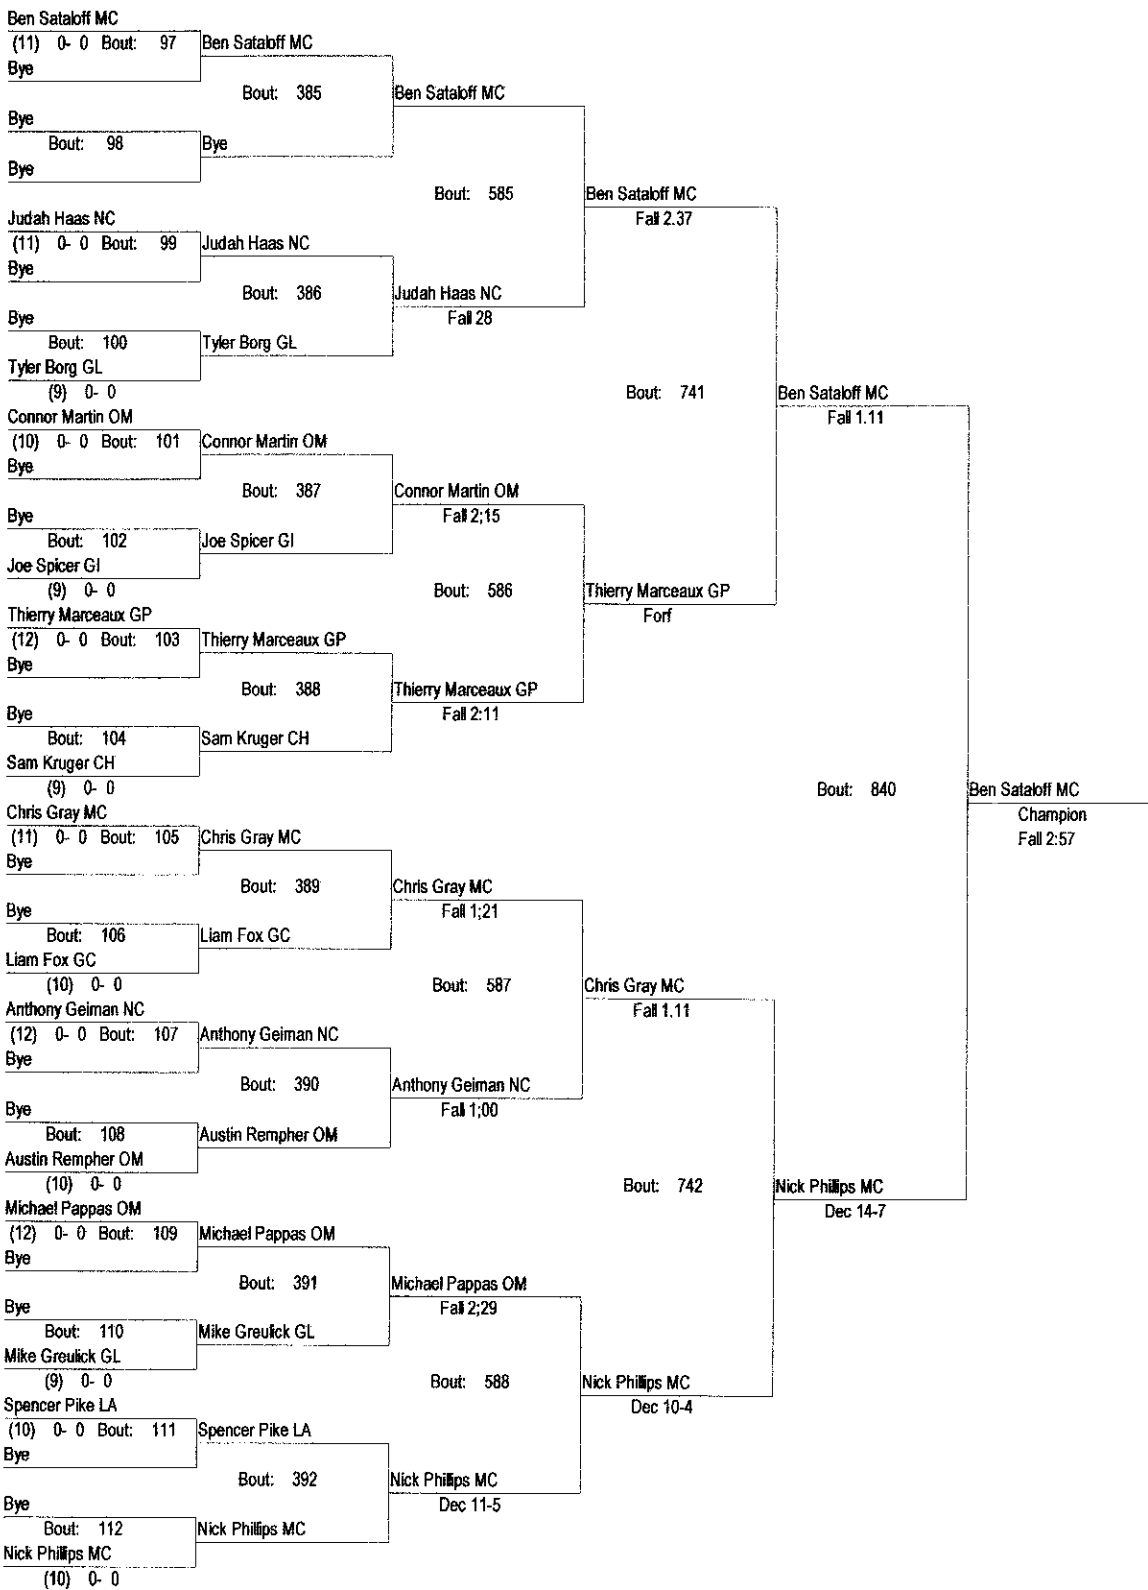 Ben Sataloff MC
(11) 0- 0 Bout: 97 Ben Sataloff MC
Bye
Bout: 385 Ben Sataloff MC
Bye
Bout: 98 Bye
Bye
Bout: 585 Ben Sataloff MC
Fall 2.37
Judah Haas NC
(11) 0- 0 Bout: 99 Judah Haas NC
Bye
Bout: 386 Judah Haas NC
Fall 28
Bye
Bout: 100 Tyler Borg GL
Tyler Borg GL
(9) 0- 0
Bout: 741 Ben Sataloff MC
Fall 1.11
Connor Martin OM
(10) 0- 0 Bout: 101 Connor Martin OM
Bye
Bout: 387 Connor Martin OM
Fall 2;15
Bye
Bout: 102 Joe Spicer GI
Joe Spicer GI
(9) 0- 0
Bout: 586 Thierry Marceaux GP
Forf
Thierry Marceaux GP
(12) 0- 0 Bout: 103 Thierry Marceaux GP
Bye
Bout: 388 Thierry Marceaux GP
Fall 2:11
Bye
Bout: 104 Sam Kruger CH
Sam Kruger CH
(9) 0- 0
Bout: 840 Ben Sataloff MC
Champion
Fall 2:57
Chris Gray MC
(11) 0- 0 Bout: 105 Chris Gray MC
Bye
Bout: 389 Chris Gray MC
Fall 1;21
Bye
Bout: 106 Liam Fox GC
Liam Fox GC
(10) 0- 0
Bout: 587 Chris Gray MC
Fall 1.11
Anthony Geiman NC
(12) 0- 0 Bout: 107 Anthony Geiman NC
Bye
Bout: 390 Anthony Geiman NC
Fall 1;00
Bye
Bout: 108 Austin Rempher OM
Austin Rempher OM
(10) 0- 0
Bout: 742 Nick Phillips MC
Dec 14-7
Michael Pappas OM
(12) 0- 0 Bout: 109 Michael Pappas OM
Bye
Bout: 391 Michael Pappas OM
Fall 2;29
Bye
Bout: 110 Mike Greulick GL
Mike Greulick GL
(9) 0- 0
Bout: 588 Nick Phillips MC
Dec 10-4
Spencer Pike LA
(10) 0- 0 Bout: 111 Spencer Pike LA
Bye
Bout: 392 Nick Phillips MC
Dec 11-5
Bye
Bout: 112 Nick Phillips MC
Nick Phillips MC
(10) 0- 0